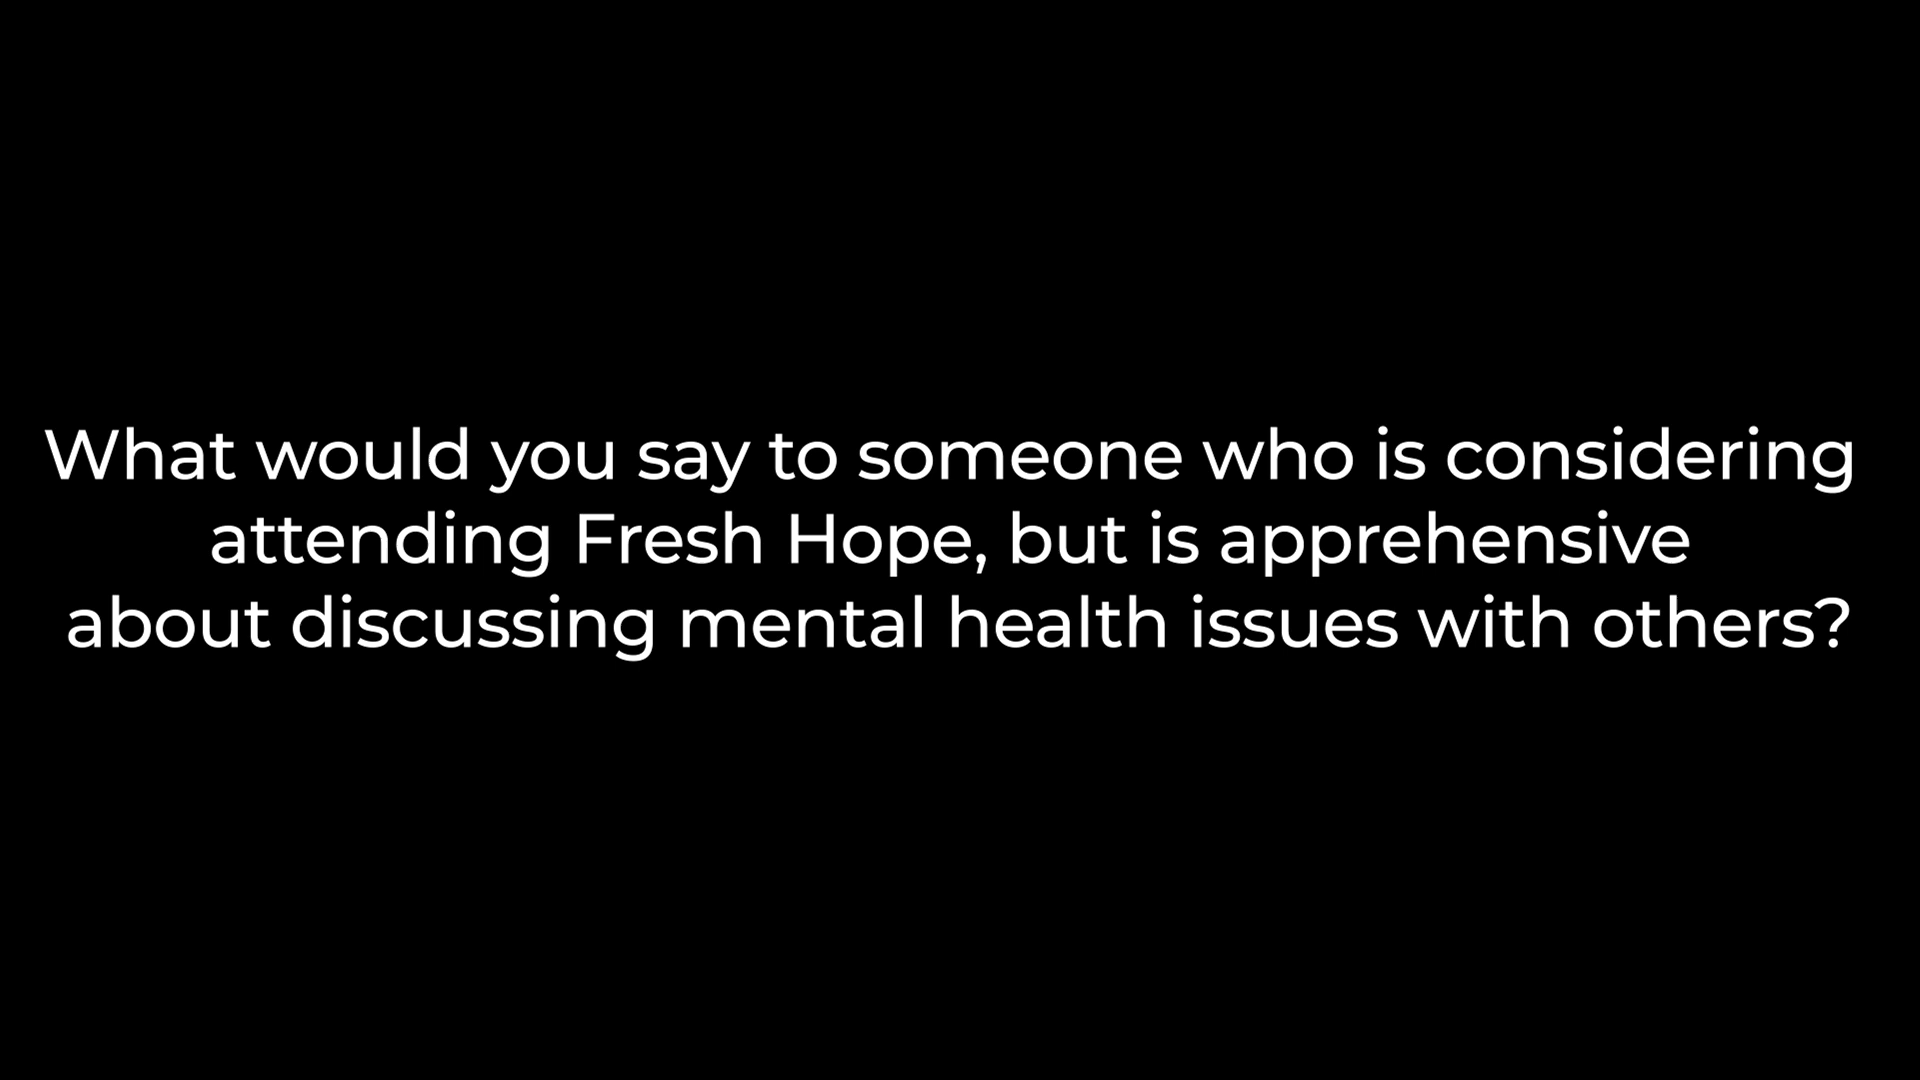 What would you say to someone who is considering
attending Fresh Hope, but is apprehensive
about discussing mental health issues with others?